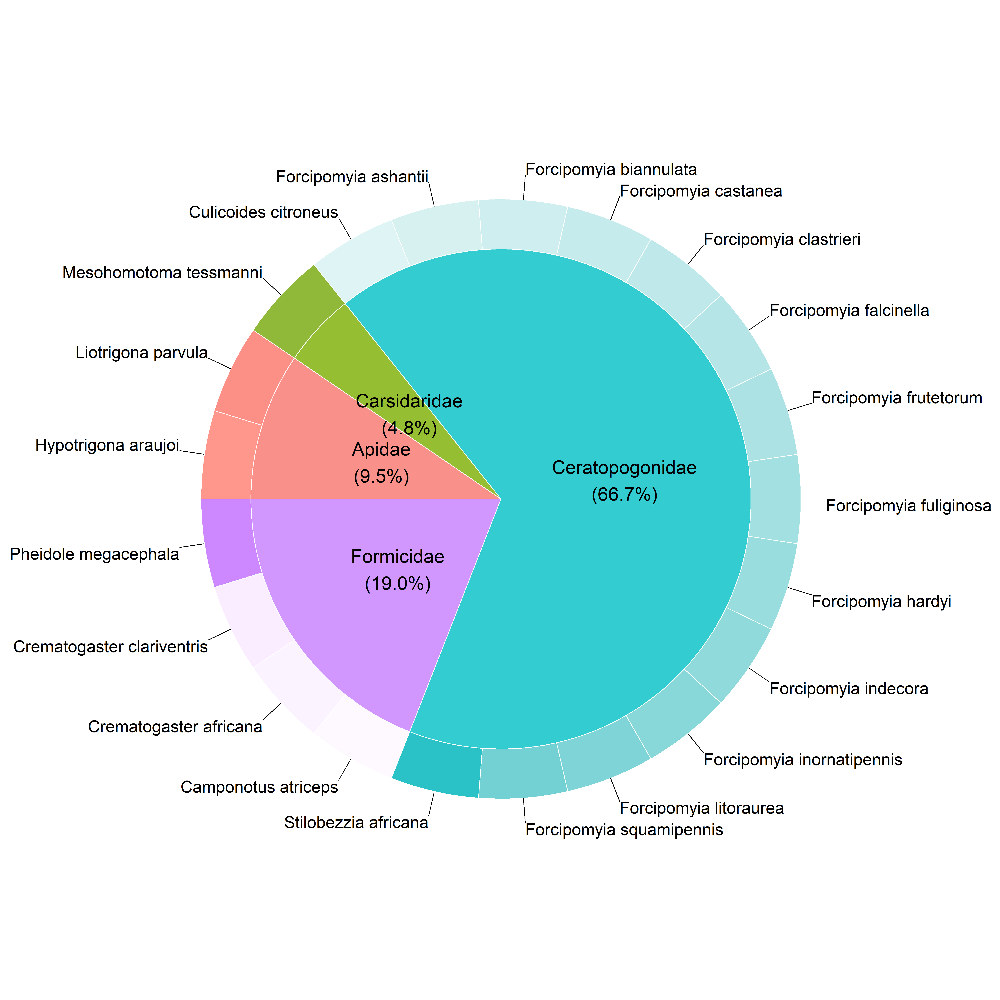 Forcipomyia biannulata
Forcipomyia ashantii
Forcipomyia castanea
Culicoides citroneus
Forcipomyia clastrieri
Mesohomotoma tessmanni
Forcipomyia falcinella
Liotrigona parvula
Forcipomyia frutetorum
Carsidaridae
(4.8%)
Hypotrigona araujoi
Apidae
(9.5%)
Ceratopogonidae
(66.7%)
Forcipomyia fuliginosa
Pheidole megacephala
Formicidae
(19.0%)
Forcipomyia hardyi
Crematogaster clariventris
Forcipomyia indecora
Crematogaster africana
Forcipomyia inornatipennis
Camponotus atriceps
Forcipomyia litoraurea
Stilobezzia africana
Forcipomyia squamipennis